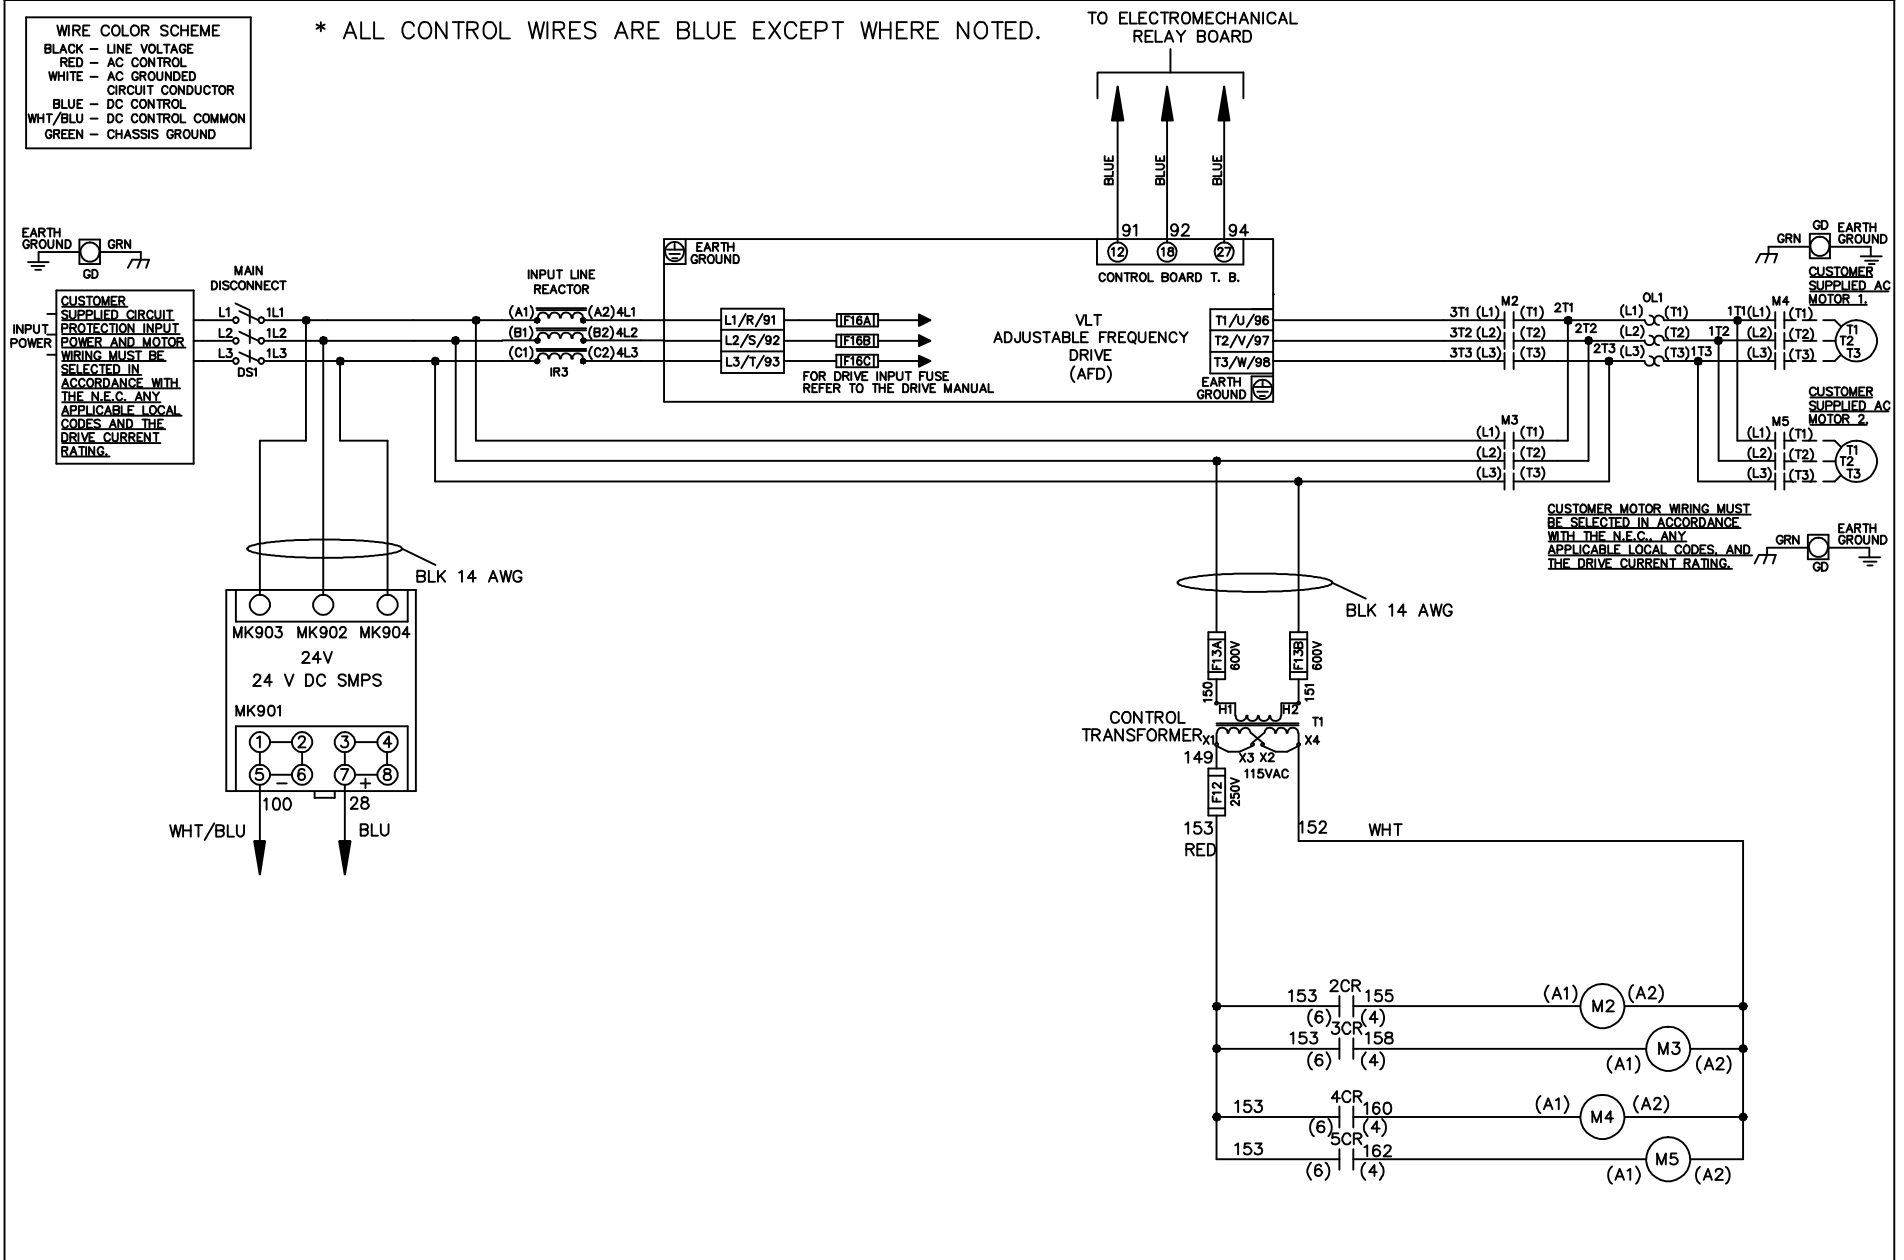 WIRE COLOR SCHEME
BLACK – LINE VOLTAGE
RED – AC CONTROL
WHITE – AC GROUNDED
CIRCUIT CONDUCTOR
BLUE – DC CONTROL
WHT/BLU – DC CONTROL COMMON
GREEN – CHASSIS GROUND
* ALL CONTROL WIRES ARE BLUE EXCEPT WHERE NOTED.
TO ELECTROMECHANICAL
RELAY BOARD
BLUE
BLUE
BLUE
91 92 94
12 18 27
CONTROL BOARD T. B.
EARTH
GROUND
GRN
GD
INPUT
POWER
CUSTOMER
SUPPLIED CIRCUIT
PROTECTION INPUT
POWER AND MOTOR
WIRING MUST BE
SELECTED IN
ACCORDANCE WITH
THE N.E.C. ANY
APPLICABLE LOCAL
CODES AND THE
DRIVE CURRENT
RATING.
MAIN
DISCONNECT
L1 1L1
L2 1L2
L3 1L3
DS1
INPUT LINE
REACTOR
(A1) (A2) 4L1
(B1) (B2) 4L2
(C1) (C2) 4L3
IR3
EARTH
GROUND
L1/R/91
L2/S/92
L3/T/93
F16A
F16B
F16C
FOR DRIVE INPUT FUSE
REFER TO THE DRIVE MANUAL
VLT
ADJUSTABLE FREQUENCY
DRIVE
(AFD)
T1/U/96
T2/V/97
T3/W/98
EARTH
GROUND
M2
3T1 (L1) (T1) 2T1
3T2 (L2) (T2) 2T2
3T3 (L3) (T3) 2T3
OL1
(L1) (T1) 1T1
(L2) (T2) 1T2
(L3) (T3) 1T3
M4
(L1) (T1)
(L2) (T2)
(L3) (T3)
T1
T2
T3
GRN
GD
EARTH
GROUND
CUSTOMER
SUPPLIED AC
MOTOR 1.
M3
(L1) (T1)
(L2) (T2)
(L3) (T3)
CUSTOMER
SUPPLIED AC
MOTOR 2.
M5
(L1) (T1)
(L2) (T2)
(L3) (T3)
T1
T2
T3
CUSTOMER MOTOR WIRING MUST
BE SELECTED IN ACCORDANCE
WITH THE N.E.C., ANY
APPLICABLE LOCAL CODES, AND
THE DRIVE CURRENT RATING.
GRN
GD
EARTH
GROUND
BLK 14 AWG
MK903 MK902 MK904
24V
24 V DC SMPS
MK901
1 2 3 4
5 6 7 8
– +
100 28
WHT/BLU BLU
BLK 14 AWG
F13A
600V
F13B
600V
150 151
H1 H2
T1
CONTROL
TRANSFORMER
X1 X3 X2 X4
149
115VAC
F12
250V
153
RED
152 WHT
2CR
153 155 (A1) M2 (A2)
(6) (4)
3CR
153 158 M3
(6) (4) (A1) (A2)
4CR
153 160 (A1) M4 (A2)
(6) (4)
5CR
153 162 M5
(6) (4) (A1) (A2)